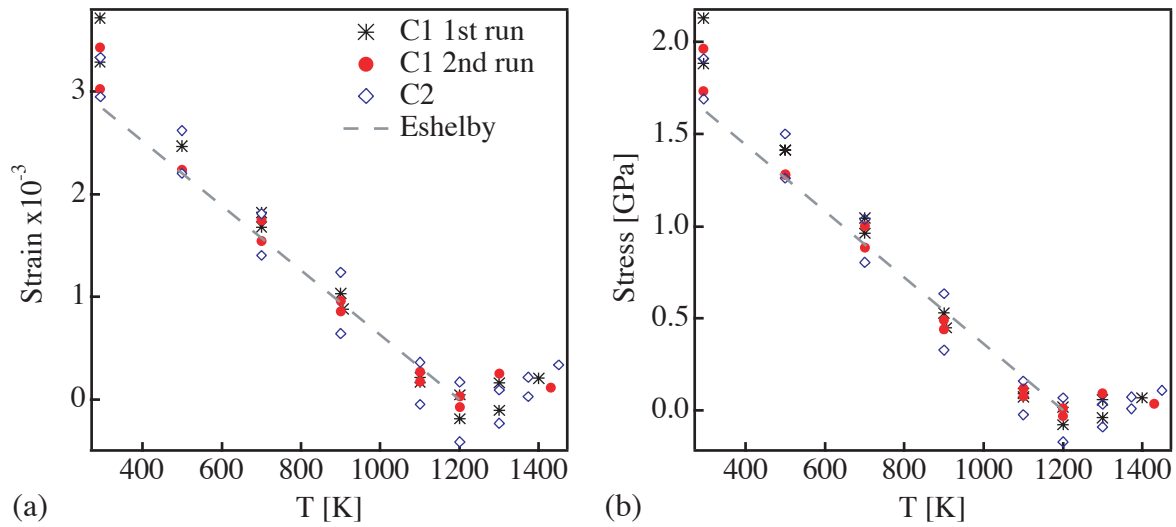 C1 1st run
C1 2nd run
C2
Eshelby
3
2
1
0
Strain x10⁻³
400 600 800 1000 1200 1400
T [K]
(a)
2.0
1.5
1.0
0.5
0.0
Stress [GPa]
400 600 800 1000 1200 1400
T [K]
(b)